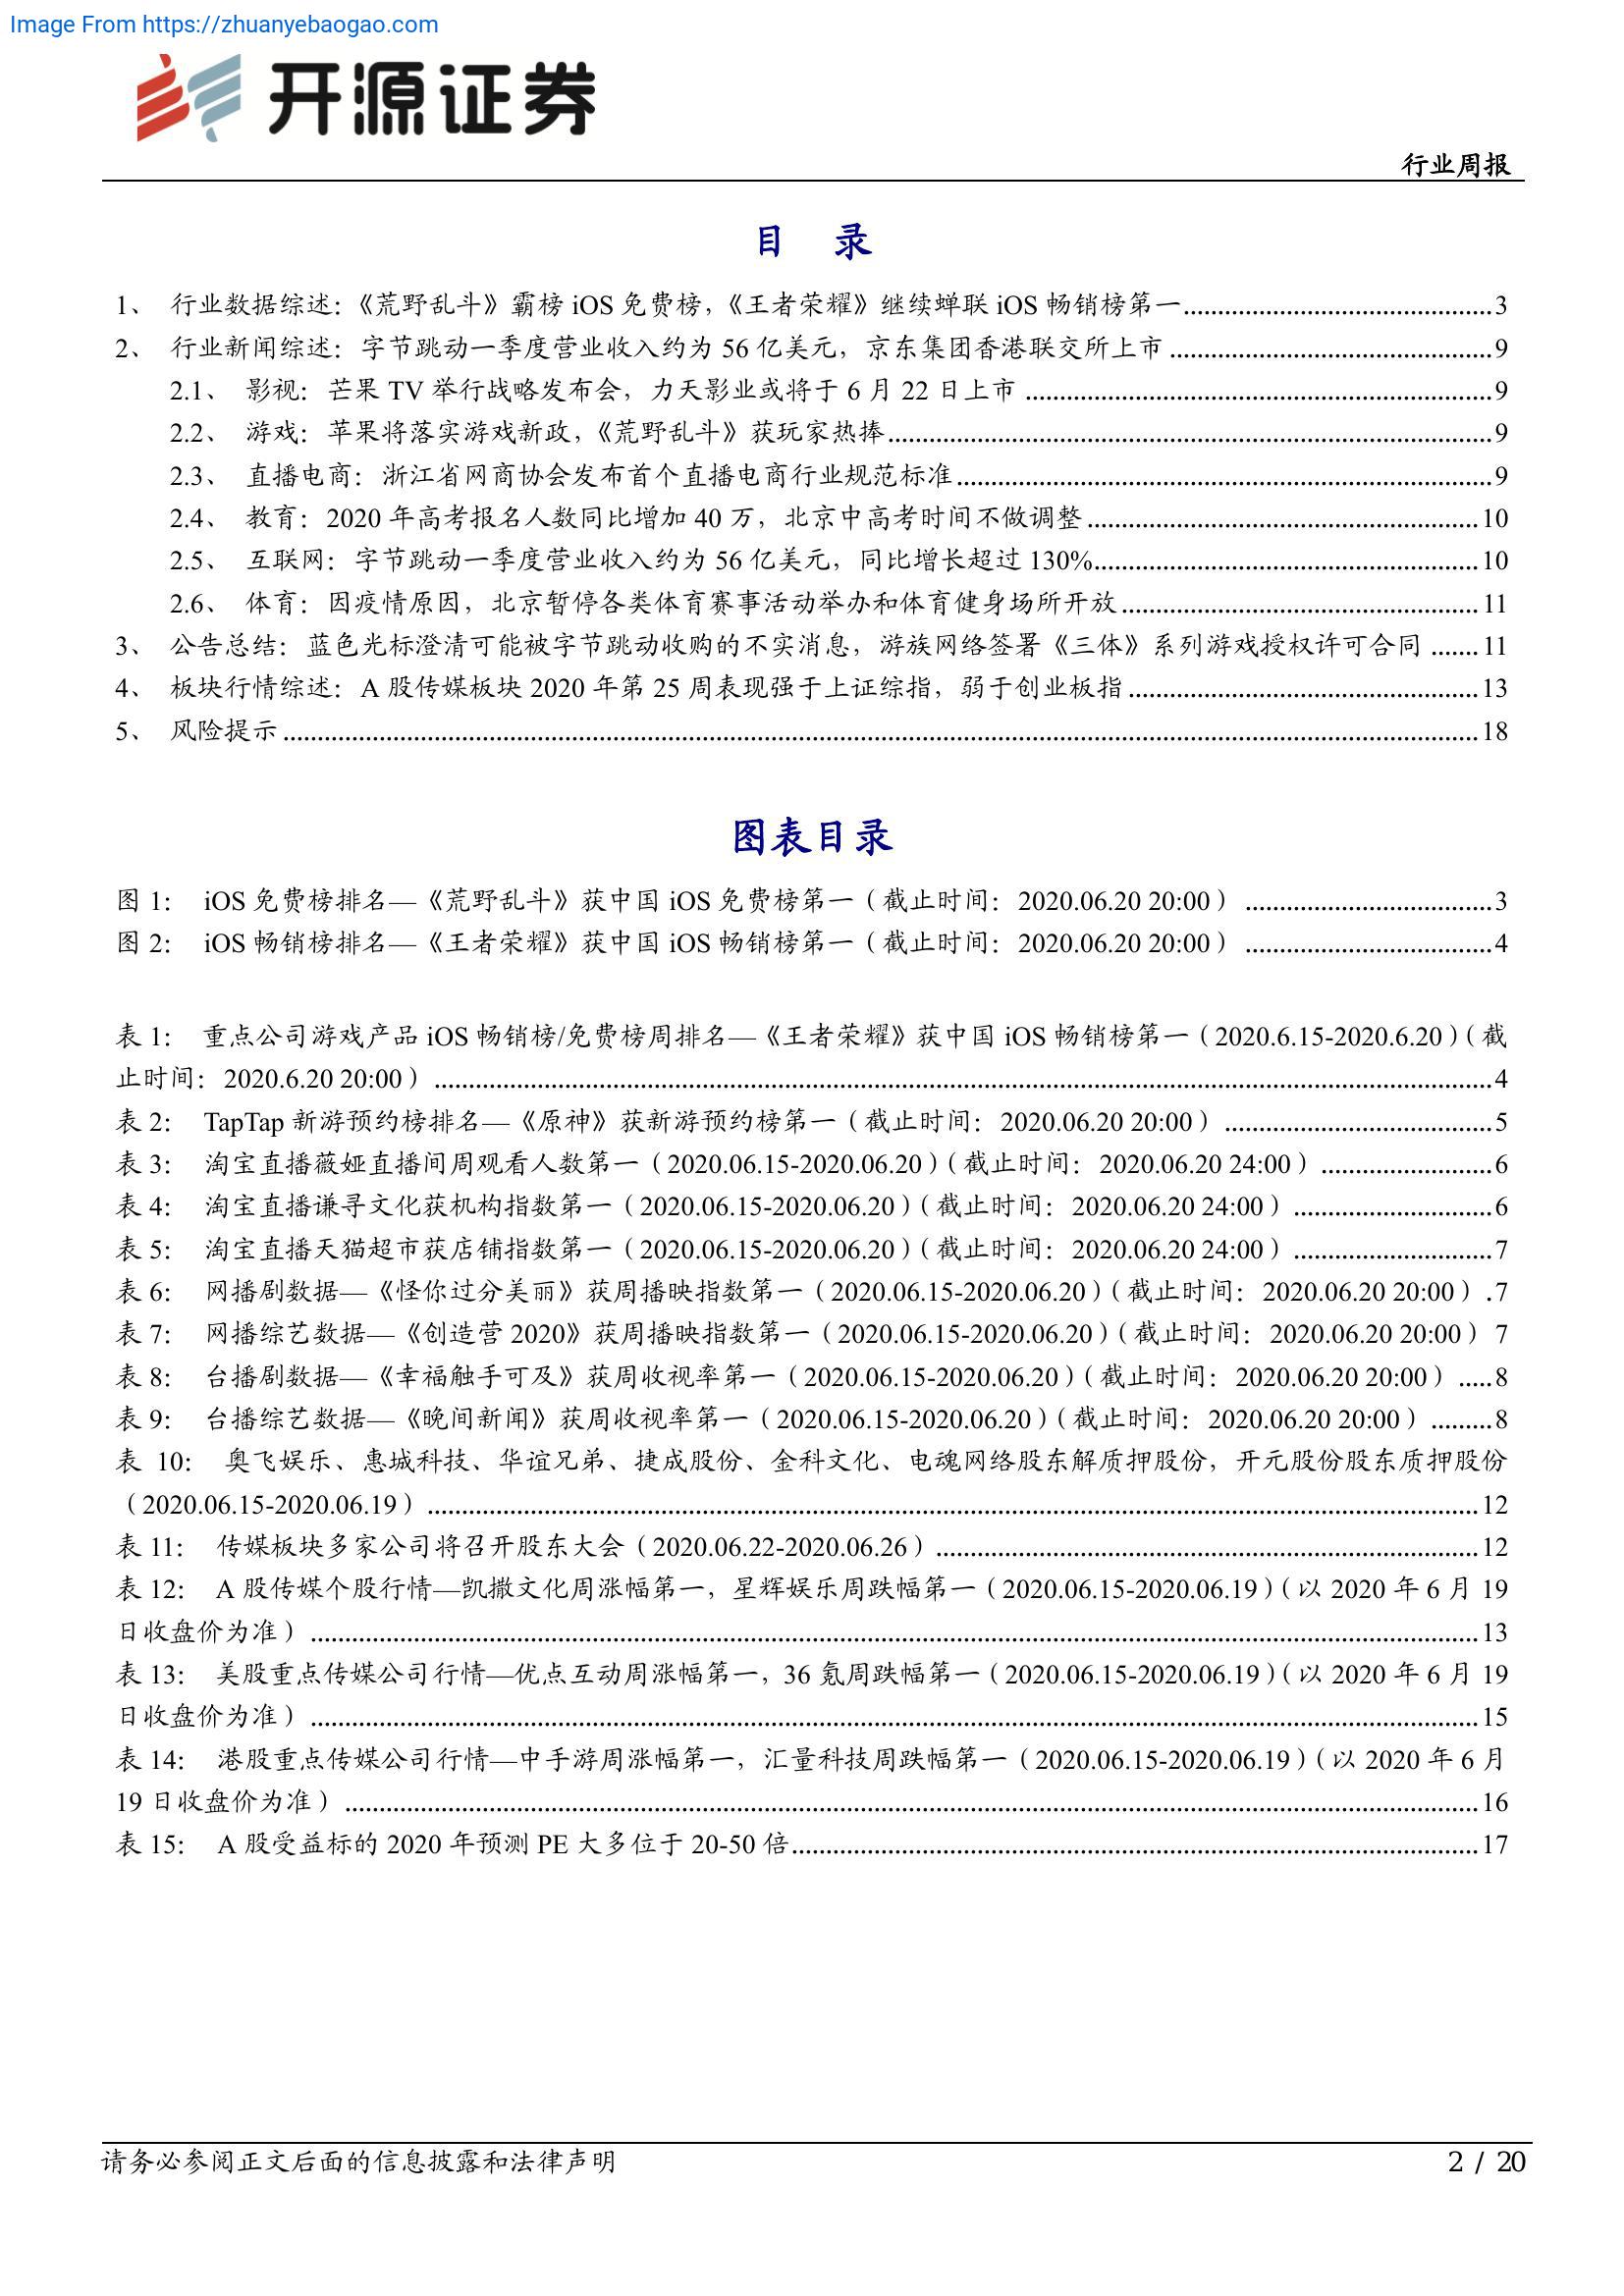 Image From https://zhuanyebaogao.com
开源证券
行业周报
目 录
1、 行业数据综述：《荒野乱斗》霸榜 iOS 免费榜，《王者荣耀》继续蝉联 iOS 畅销榜第一 3
2、 行业新闻综述：字节跳动一季度营业收入约为 56 亿美元，京东集团香港联交所上市 9
2.1、 影视：芒果 TV 举行战略发布会，力天影业或将于 6 月 22 日上市 9
2.2、 游戏：苹果将落实游戏新政，《荒野乱斗》获玩家热捧 9
2.3、 直播电商：浙江省网商协会发布首个直播电商行业规范标准 9
2.4、 教育：2020 年高考报名人数同比增加 40 万，北京中高考时间不做调整 10
2.5、 互联网：字节跳动一季度营业收入约为 56 亿美元，同比增长超过 130% 10
2.6、 体育：因疫情原因，北京暂停各类体育赛事活动举办和体育健身场所开放 11
3、 公告总结：蓝色光标澄清可能被字节跳动收购的不实消息，游族网络签署《三体》系列游戏授权许可合同 11
4、 板块行情综述：A 股传媒板块 2020 年第 25 周表现强于上证综指，弱于创业板指 13
5、 风险提示 18
图表目录
图 1： iOS 免费榜排名—《荒野乱斗》获中国 iOS 免费榜第一（截止时间：2020.06.20 20:00） 3
图 2： iOS 畅销榜排名—《王者荣耀》获中国 iOS 畅销榜第一（截止时间：2020.06.20 20:00） 4
表 1： 重点公司游戏产品 iOS 畅销榜/免费榜周排名—《王者荣耀》获中国 iOS 畅销榜第一（2020.6.15-2020.6.20）（截
止时间：2020.6.20 20:00） 4
表 2： TapTap 新游预约榜排名—《原神》获新游预约榜第一（截止时间：2020.06.20 20:00） 5
表 3： 淘宝直播薇娅直播间周观看人数第一（2020.06.15-2020.06.20）（截止时间：2020.06.20 24:00） 6
表 4： 淘宝直播谦寻文化获机构指数第一（2020.06.15-2020.06.20）（截止时间：2020.06.20 24:00） 6
表 5： 淘宝直播天猫超市获店铺指数第一（2020.06.15-2020.06.20）（截止时间：2020.06.20 24:00） 7
表 6： 网播剧数据—《怪你过分美丽》获周播映指数第一（2020.06.15-2020.06.20）（截止时间：2020.06.20 20:00） 7
表 7： 网播综艺数据—《创造营 2020》获周播映指数第一（2020.06.15-2020.06.20）（截止时间：2020.06.20 20:00） 7
表 8： 台播剧数据—《幸福触手可及》获周收视率第一（2020.06.15-2020.06.20）（截止时间：2020.06.20 20:00） 8
表 9： 台播综艺数据—《晚间新闻》获周收视率第一（2020.06.15-2020.06.20）（截止时间：2020.06.20 20:00） 8
表 10： 奥飞娱乐、惠城科技、华谊兄弟、捷成股份、金科文化、电魂网络股东解质押股份，开元股份股东质押股份
（2020.06.15-2020.06.19） 12
表 11： 传媒板块多家公司将召开股东大会（2020.06.22-2020.06.26） 12
表 12： A 股传媒个股行情—凯撒文化周涨幅第一，星辉娱乐周跌幅第一（2020.06.15-2020.06.19）（以 2020 年 6 月 19
日收盘价为准） 13
表 13： 美股重点传媒公司行情—优点互动周涨幅第一，36 氪周跌幅第一（2020.06.15-2020.06.19）（以 2020 年 6 月 19
日收盘价为准） 15
表 14： 港股重点传媒公司行情—中手游周涨幅第一，汇量科技周跌幅第一（2020.06.15-2020.06.19）（以 2020 年 6 月
19 日收盘价为准） 16
表 15： A 股受益标的 2020 年预测 PE 大多位于 20-50 倍 17
请务必参阅正文后面的信息披露和法律声明
2 / 20